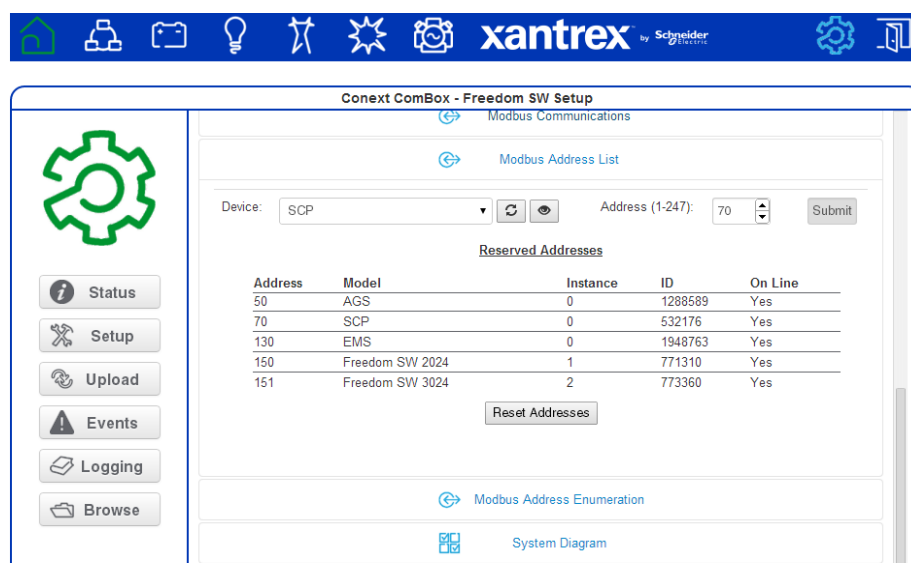 xantrex by Schneider Electric
Conext ComBox - Freedom SW Setup
Modbus Communications
Modbus Address List
Device: SCP Address (1-247): 70 Submit
Reserved Addresses
Address Model Instance ID On Line
50 AGS 0 1288589 Yes
70 SCP 0 532176 Yes
130 EMS 0 1948763 Yes
150 Freedom SW 2024 1 771310 Yes
151 Freedom SW 3024 2 773360 Yes
Reset Addresses
Modbus Address Enumeration
System Diagram
Status
Setup
Upload
Events
Logging
Browse